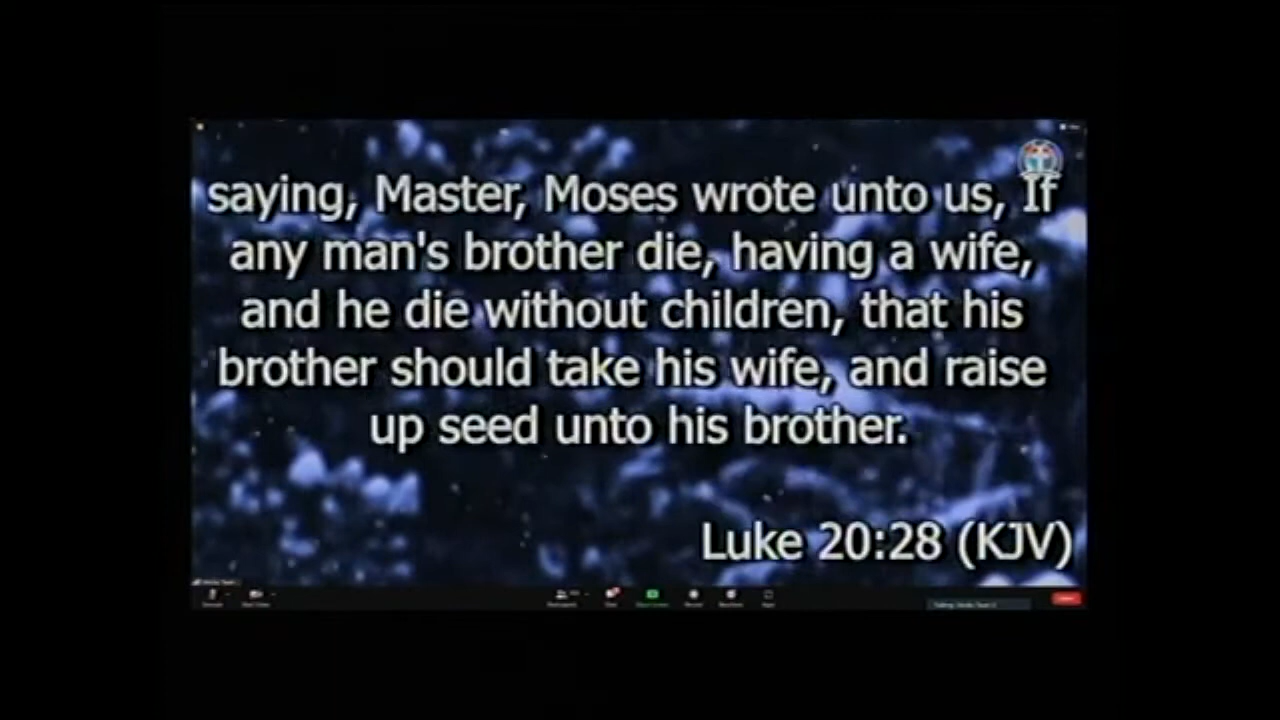 saying, Master, Moses wrote unto us, If
any man's brother die, having a wife,
and he die without children, that his
brother should take his wife, and raise
up seed unto his brother.
Luke 20:28 (KJV)